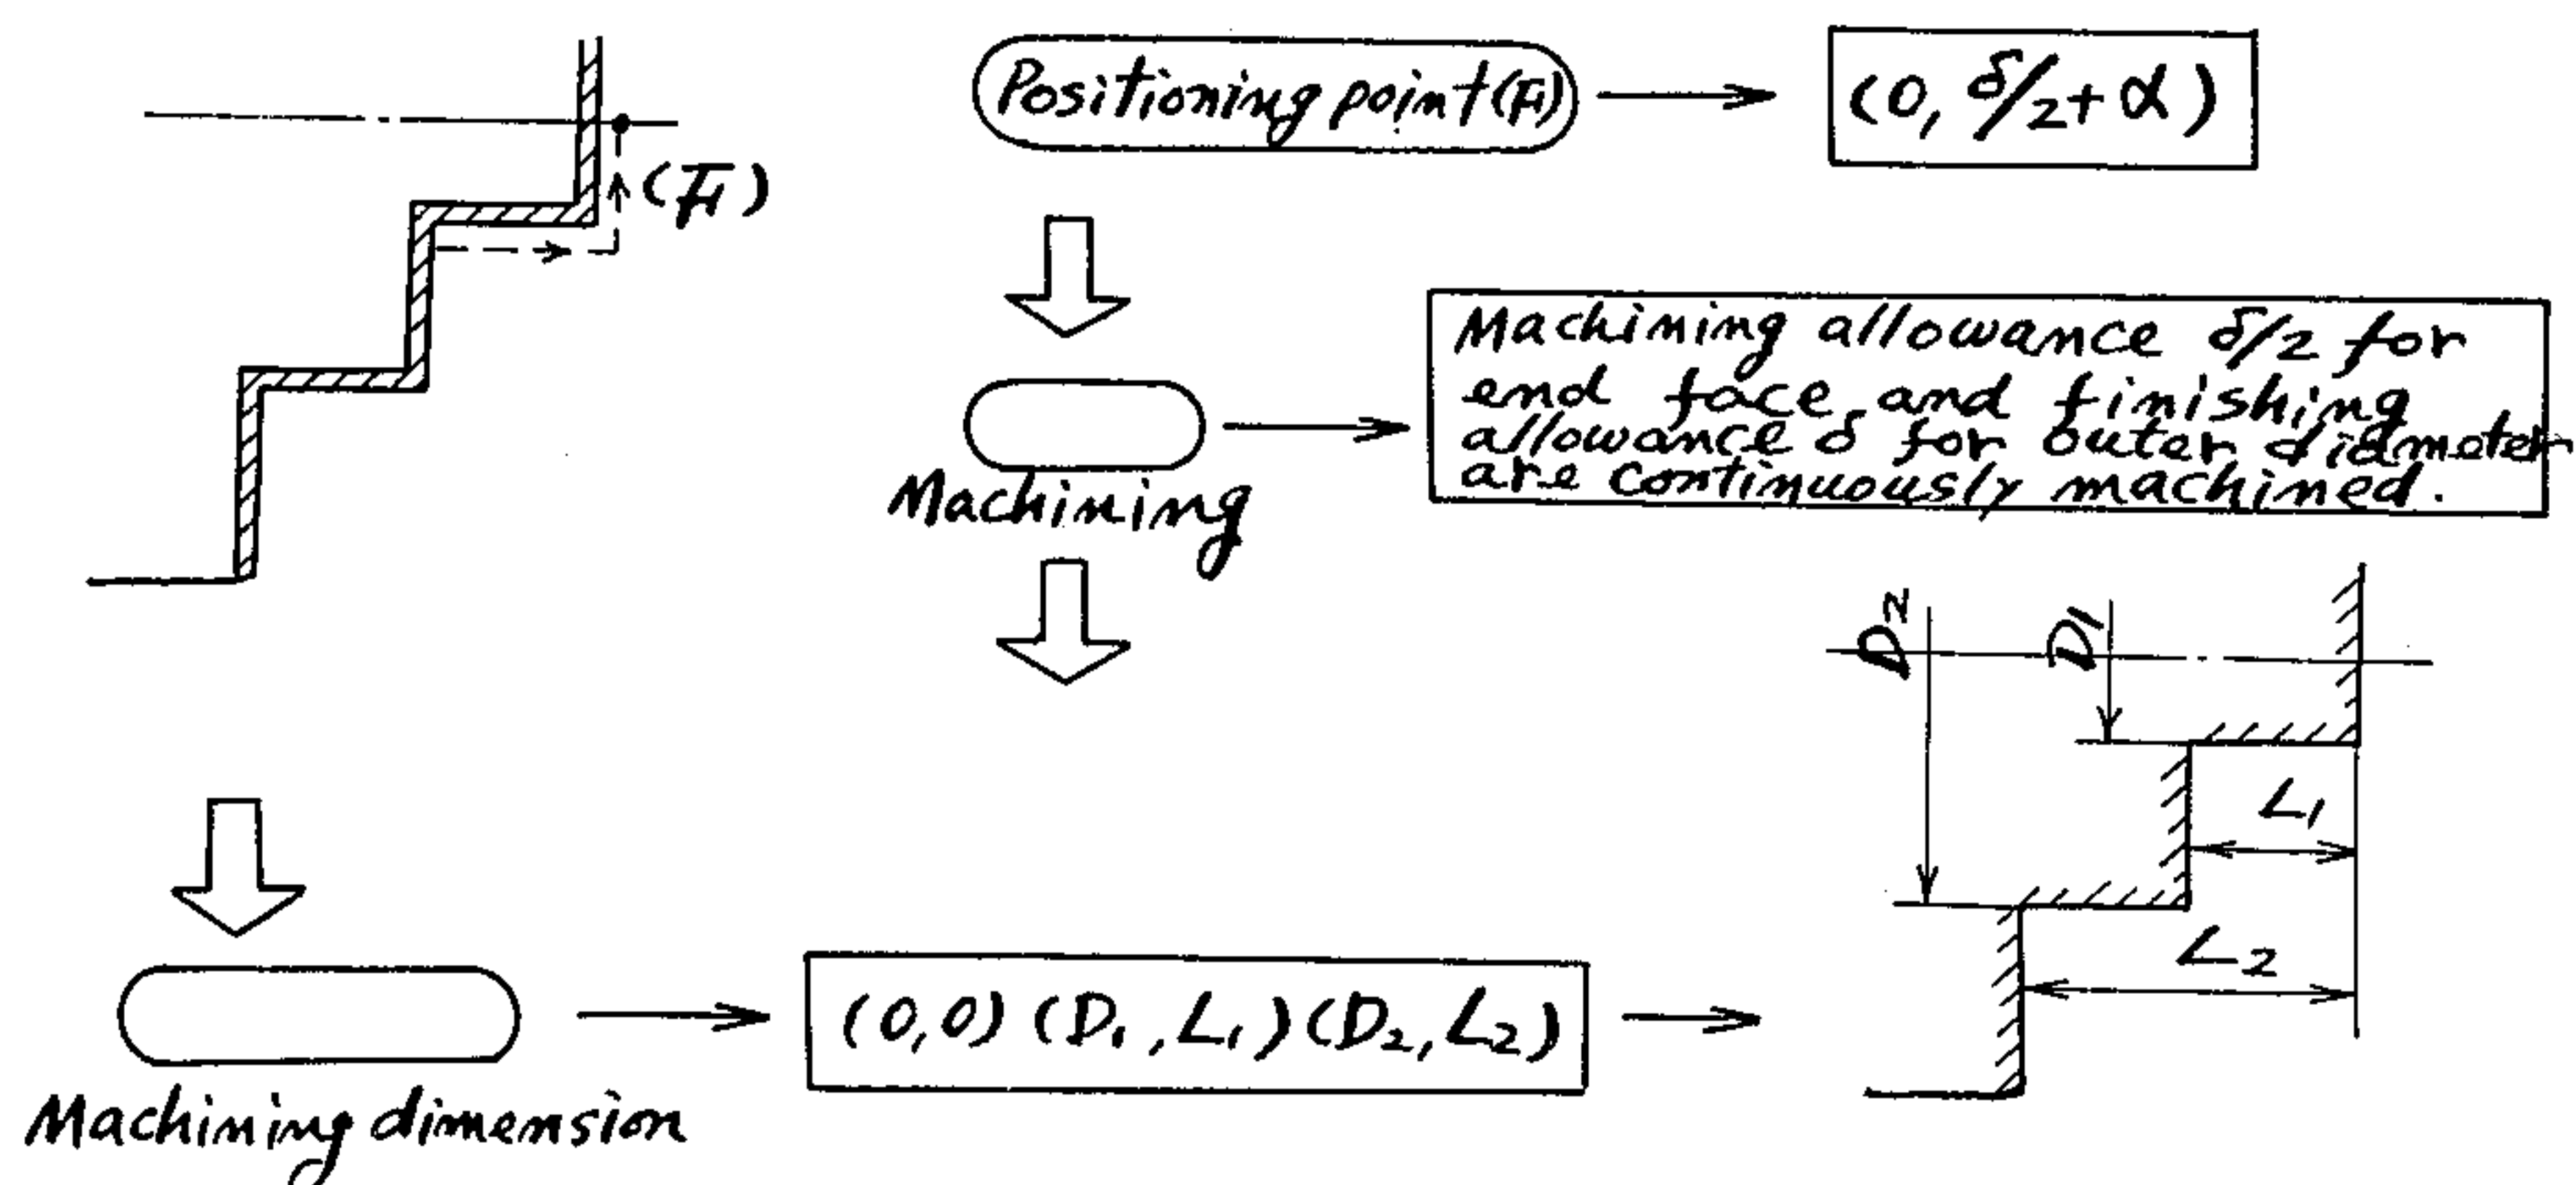 Positioning point (F1)
(0, δ/2 + α)
(F1)
Machining allowance δ/2 for
end face and finishing
allowance δ for outer diameter
are continuously machined.
Machining
D2
D1
L1
L2
(0,0) (D1, L1) (D2, L2)
Machining dimension